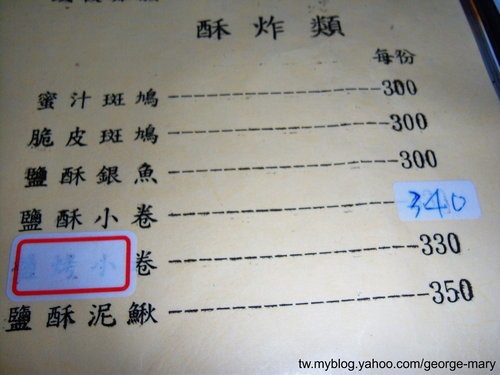 酥炸類
每份
蜜汁斑鳩 300
脆皮斑鳩 300
鹽酥銀魚 300
鹽酥小卷 340
小卷 330
鹽酥泥鰍 350
tw.myblog.yahoo.com/george-mary